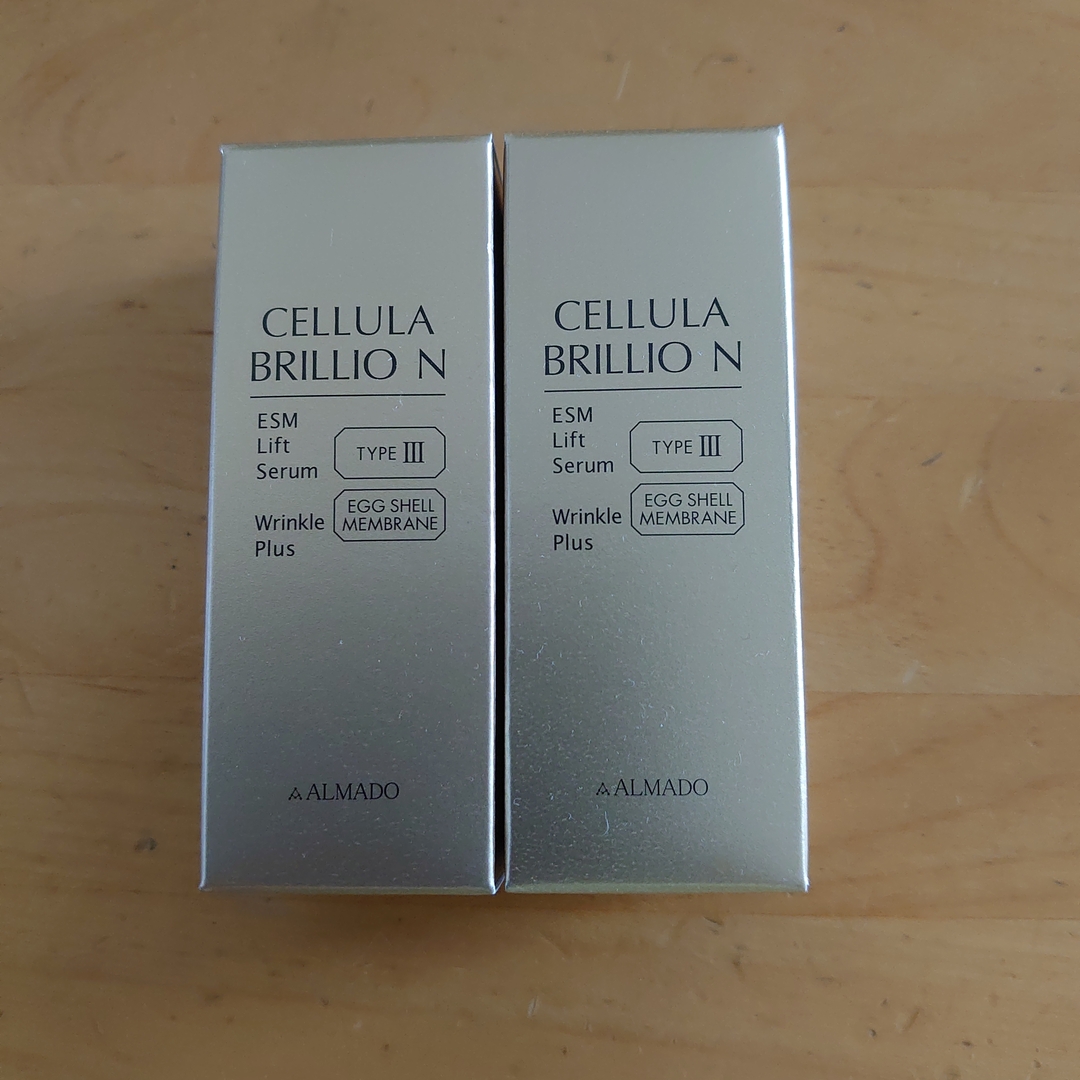 CELLULA
BRILLIO N
ESM
Lift
Serum
TYPE III
Wrinkle
Plus
EGG SHELL
MEMBRANE
ALMADO
CELLULA
BRILLIO N
ESM
Lift
Serum
TYPE III
Wrinkle
Plus
EGG SHELL
MEMBRANE
ALMADO